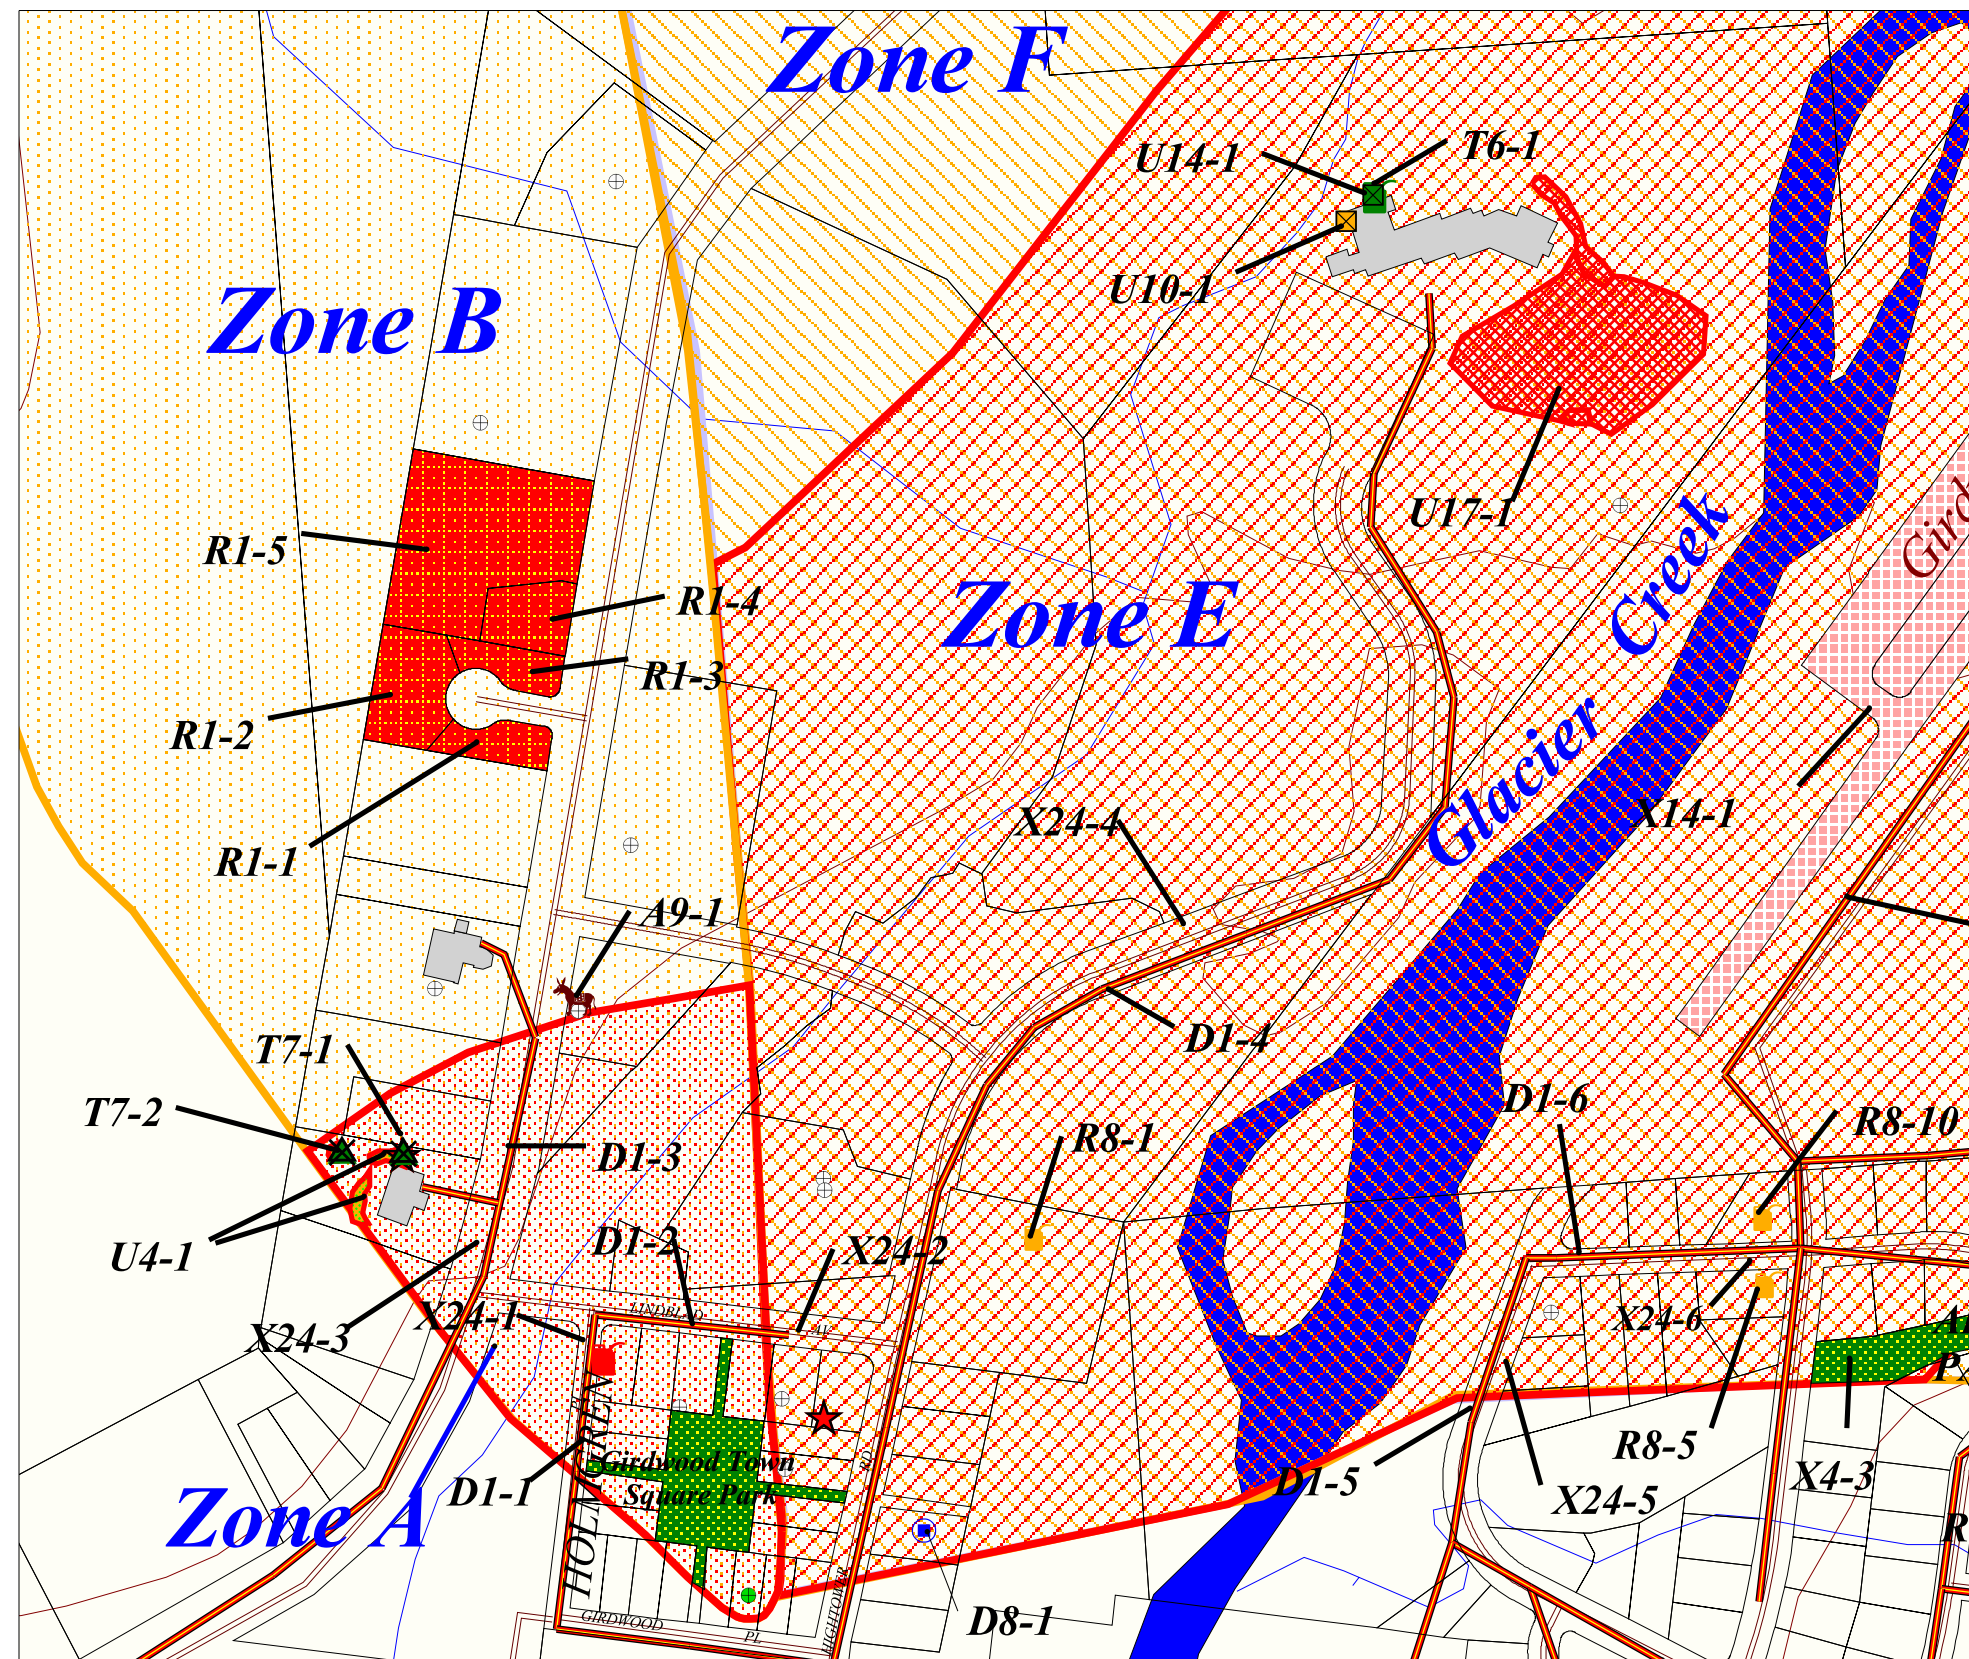 Zone F
U14-1
T6-1
U10-1
Zone B
U17-1
Gird
R1-5
R1-4
Zone E
Creek
R1-3
R1-2
Glacier
X24-4
X14-1
R1-1
A9-1
T7-1
D1-4
T7-2
D1-6
R8-10
R8-1
D1-3
U4-1
D1-2
X24-2
X24-1
LINDBLAD
AV
X24-3
X24-6
HOLMGREN
R8-5
Girdwood Town
Square Park
RD
X4-3
D1-1
D1-5
X24-5
Zone A
R
HIGHTOWER
GIRDWOOD
PL
D8-1